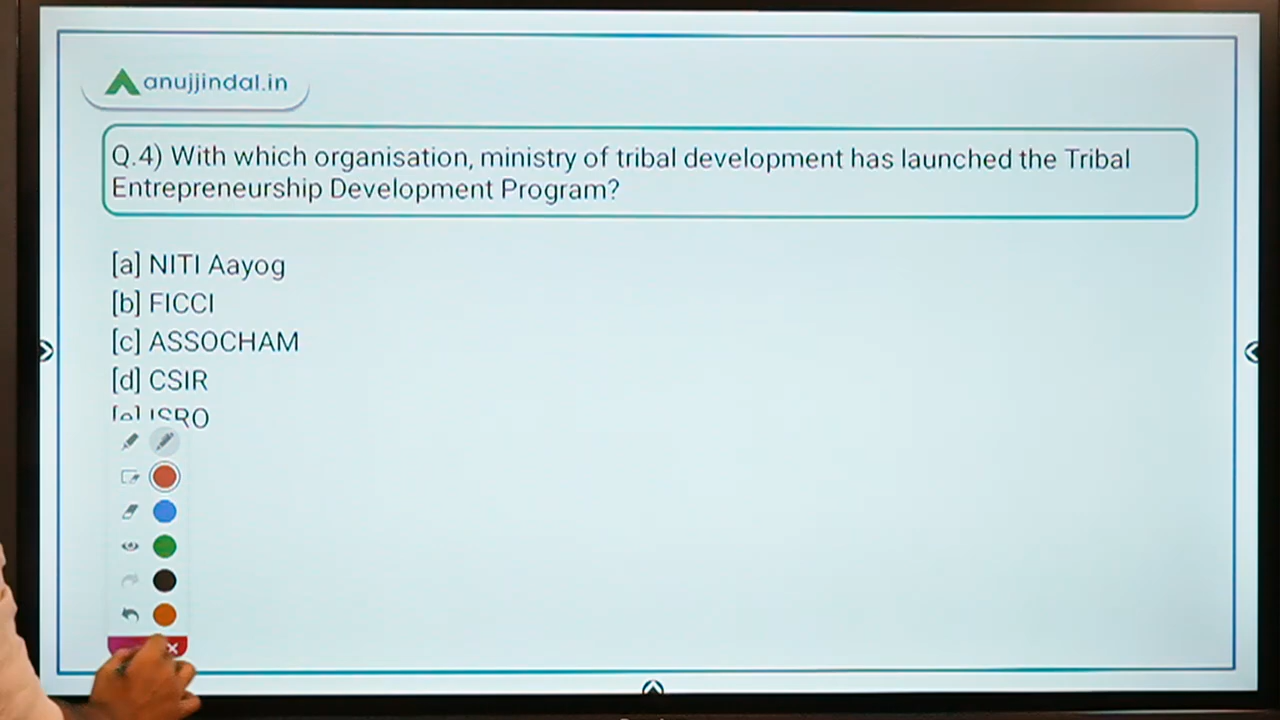 anujjindal.in
Q.4) With which organisation, ministry of tribal development has launched the Tribal
Entrepreneurship Development Program?
[a] NITI Aayog
[b] FICCI
[c] ASSOCHAM
[d] CSIR
[e] ISRO